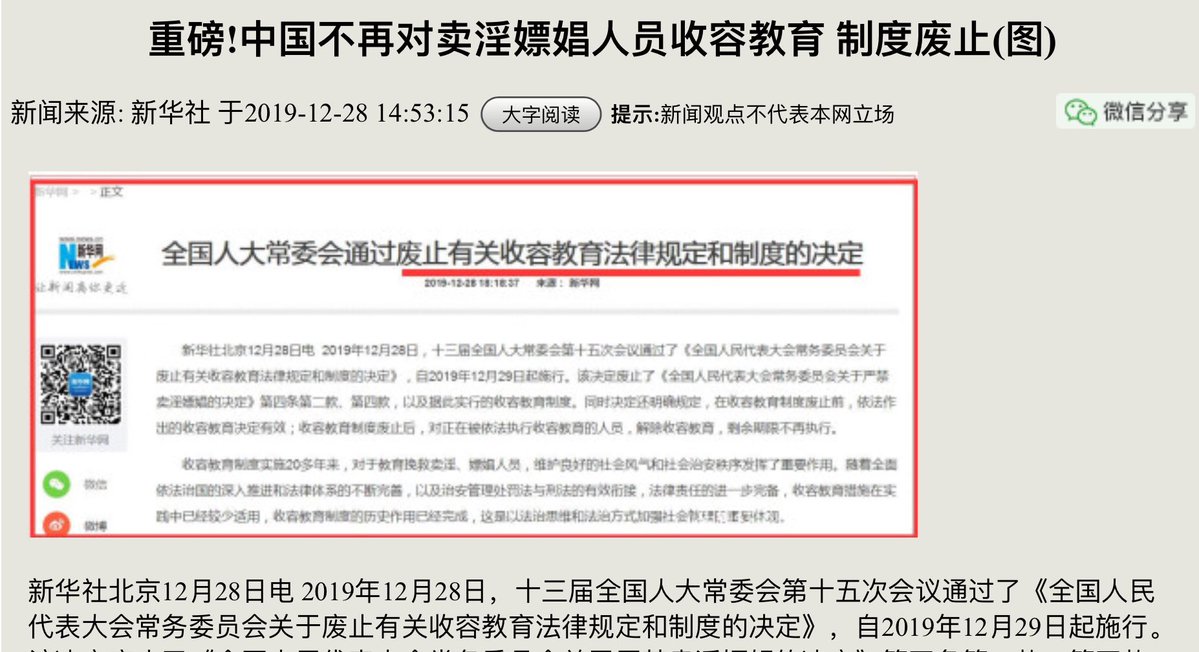 重磅!中国不再对卖淫嫖娼人员收容教育 制度废止(图)
新闻来源: 新华社 于2019-12-28 14:53:15 大字阅读 提示:新闻观点不代表本网立场 微信分享
新华网 > > 正文
www.news.cn
新华网
NEWS
让新闻离你更近
全国人大常委会通过废止有关收容教育法律规定和制度的决定
2019-12-28 18:18:37 来源: 新华网
新华社北京12月28日电 2019年12月28日，十三届全国人大常委会第十五次会议通过了《全国人民代表大会常务委员会关于
废止有关收容教育法律规定和制度的决定》，自2019年12月29日起施行。该决定废止了《全国人民代表大会常务委员会关于严禁
卖淫嫖娼的决定》第四条第二款、第四款，以及据此实行的收容教育制度。同时决定还明确规定，在收容教育制度废止前，依法作
出的收容教育决定有效；收容教育制度废止后，对正在被依法执行收容教育的人员，解除收容教育，剩余期限不再执行。
关注新华网
收容教育制度实施20多年来，对于教育挽救卖淫、嫖娼人员，维护良好的社会风气和社会治安秩序发挥了重要作用。随着全面
依法治国的深入推进和法律体系的不断完善，以及治安管理处罚法与刑法的有效衔接，法律责任的进一步完备，收容教育措施在实
践中已经较少适用，收容教育制度的历史作用已经完成，这是以法治思维和法治方式加强社会管理的重要体现。
微信
微博
新华社北京12月28日电 2019年12月28日，十三届全国人大常委会第十五次会议通过了《全国人民
代表大会常务委员会关于废止有关收容教育法律规定和制度的决定》，自2019年12月29日起施行。